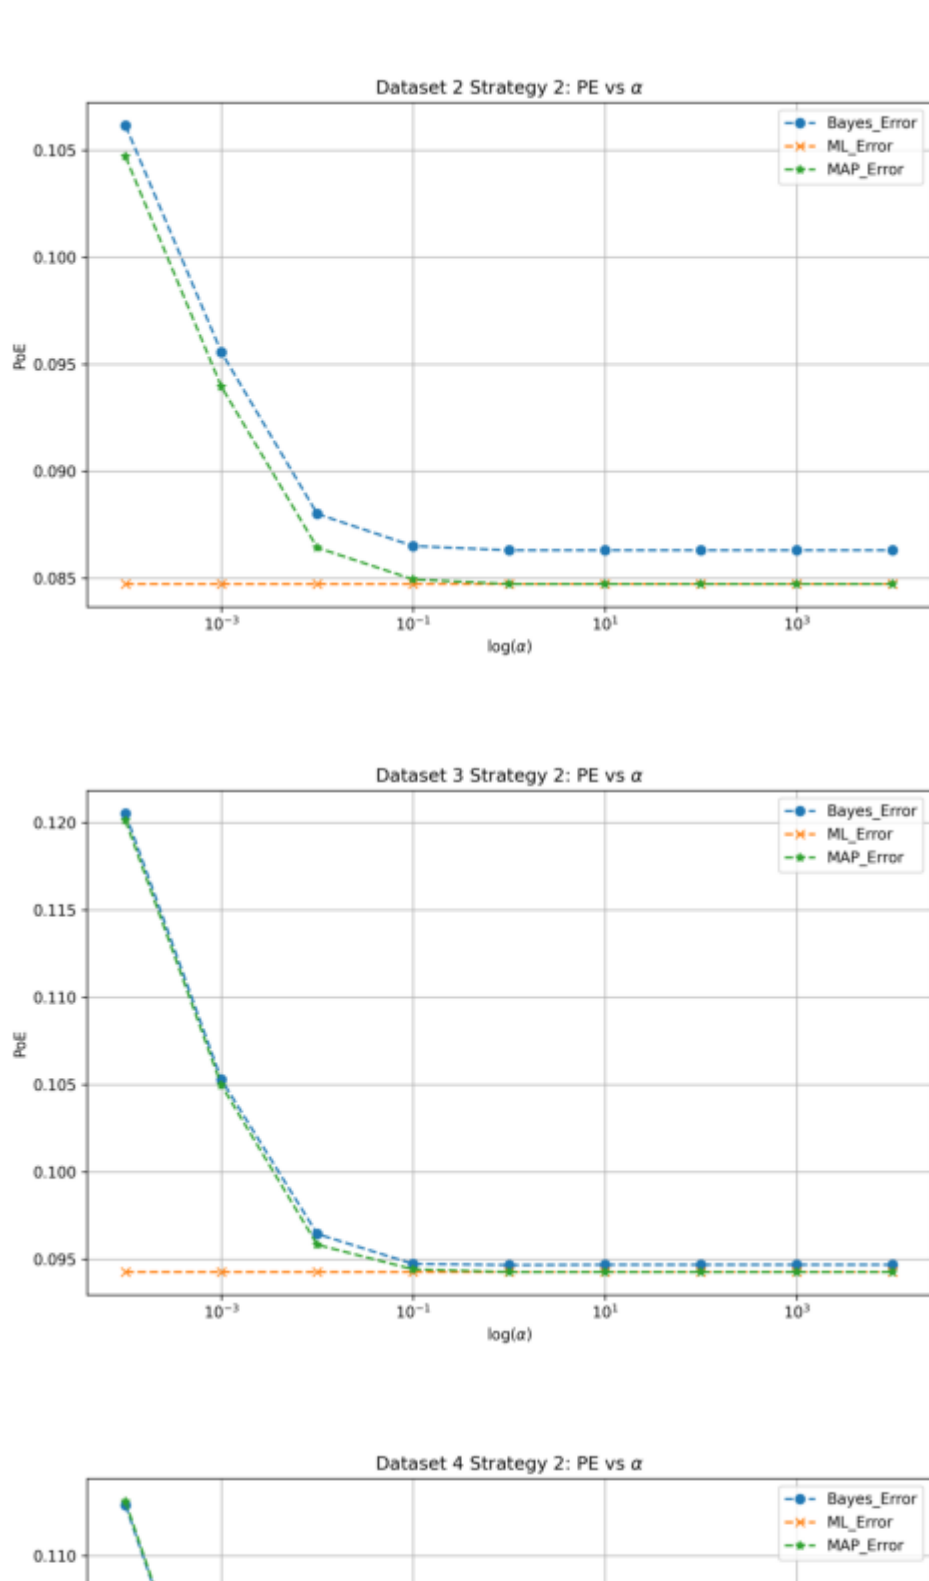 Dataset 2 Strategy 2: PE vs α
Bayes_Error
ML_Error
MAP_Error
0.105
0.100
0.095
0.090
0.085
PoE
10⁻³ 10⁻¹ 10¹ 10³
log(α)
Dataset 3 Strategy 2: PE vs α
Bayes_Error
ML_Error
MAP_Error
0.120
0.115
0.110
0.105
0.100
0.095
PoE
10⁻³ 10⁻¹ 10¹ 10³
log(α)
Dataset 4 Strategy 2: PE vs α
Bayes_Error
ML_Error
MAP_Error
0.110